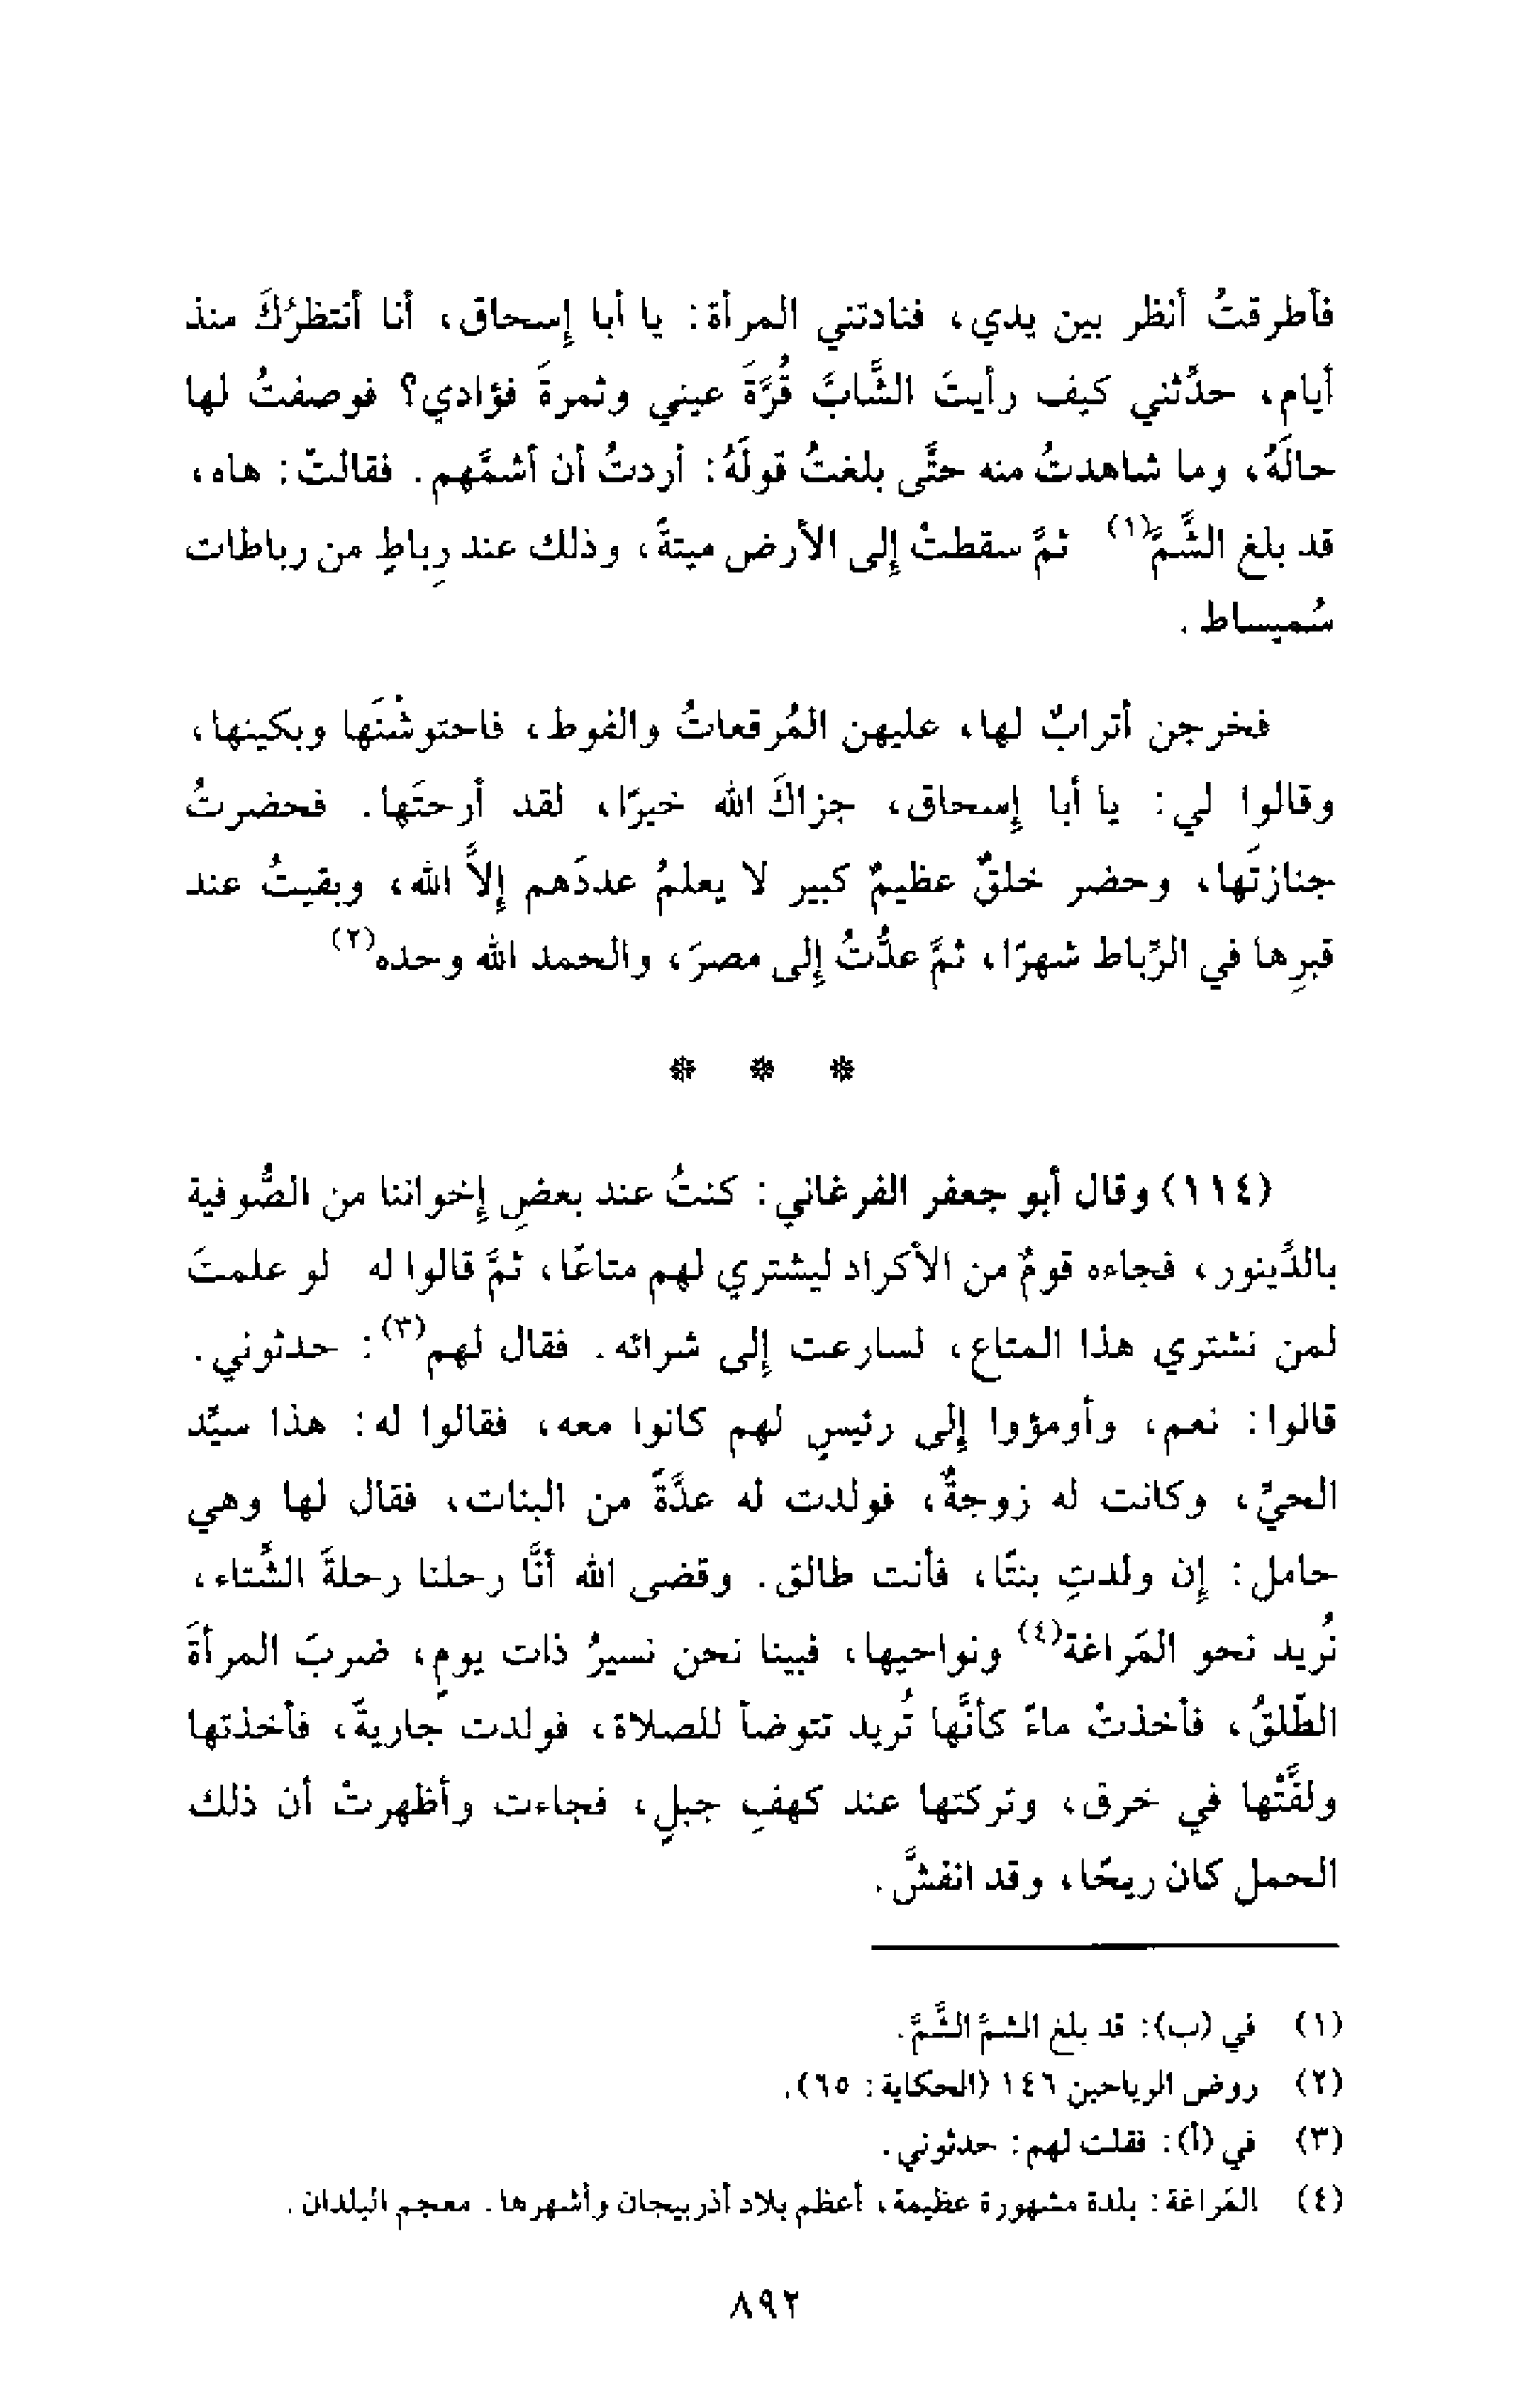 فأطرقتُ أنظر بين يدي، فنادتني المرأة: يا أبا إسحاق، أنا أنتظرُكَ منذ
أيام، حدِّثني كيف رأيتَ الشَّابَّ قُرَّةَ عيني وثمرةَ فؤادي؟ فوصفتُ لها
حالَهُ، وما شاهدتُ منه حتَّى بلغتُ قولَهُ: أردتُ أن أشمَّهم. فقالتْ: هاه،
قد بلغ الشَّمَّ(١) ثمَّ سقطتْ إلى الأرض ميتةً، وذلك عند رِباطٍ من رباطات
سُميساط.
فخرجن أترابٌ لها، عليهن المُرقعاتُ والفوط، فاحتوشْنَها وبكينها،
وقالوا لي: يا أبا إسحاق، جزاكَ الله خيرًا، لقد أرحتَها. فحضرتُ
جنازتَها، وحضر خلقٌ عظيمٌ كبير لا يعلمُ عددَهم إلاَّ الله، وبقيتُ عند
قبرِها في الرِّباط شهرًا، ثمَّ عدُّتُ إلى مصرَ، والحمد الله وحده(٢)
* * *
(١١٤) وقال أبو جعفر الفرغاني: كنتُ عند بعضِ إخواننا من الصُّوفية
بالدِّينور، فجاءه قومٌ من الأكراد ليشتري لهم متاعًا، ثمَّ قالوا له لو علمتَ
لمن نشتري هذا المتاع، لسارعت إلى شرائه. فقال لهم(٣): حدثوني.
قالوا: نعم، وأومؤوا إلى رئيسٍ لهم كانوا معه، فقالوا له: هذا سيِّد
الحيِّ، وكانت له زوجةٌ، فولدت له عدَّةً من البنات، فقال لها وهي
حامل: إن ولدتِ بنتًا، فأنت طالق. وقضى الله أنَّا رحلنا رحلةَ الشِّتاء،
نُريد نحو المَراغة(٤) ونواحيها، فبينا نحن نسيرُ ذات يومٍ، ضربَ المرأةَ
الطَّلقُ، فأخذتْ ماءً كأنَّها تُريد تتوضأ للصلاة، فولدت جاريةً، فأخذتها
ولفَّتْها في خرق، وتركتها عند كهفِ جبلٍ، فجاءت وأظهرتْ أن ذلك
الحمل كان ريحًا، وقد انفشَّ.
(١) في (ب): قد بلغ الشمَّ الشَّمَّ.
(٢) روض الرياحين ١٤٦ (الحكاية: ٦٥).
(٣) في (أ): فقلت لهم: حدثوني.
(٤) المَراغة: بلدة مشهورة عظيمة، أعظم بلاد أذربيجان وأشهرها. معجم البلدان.
٨٩٢